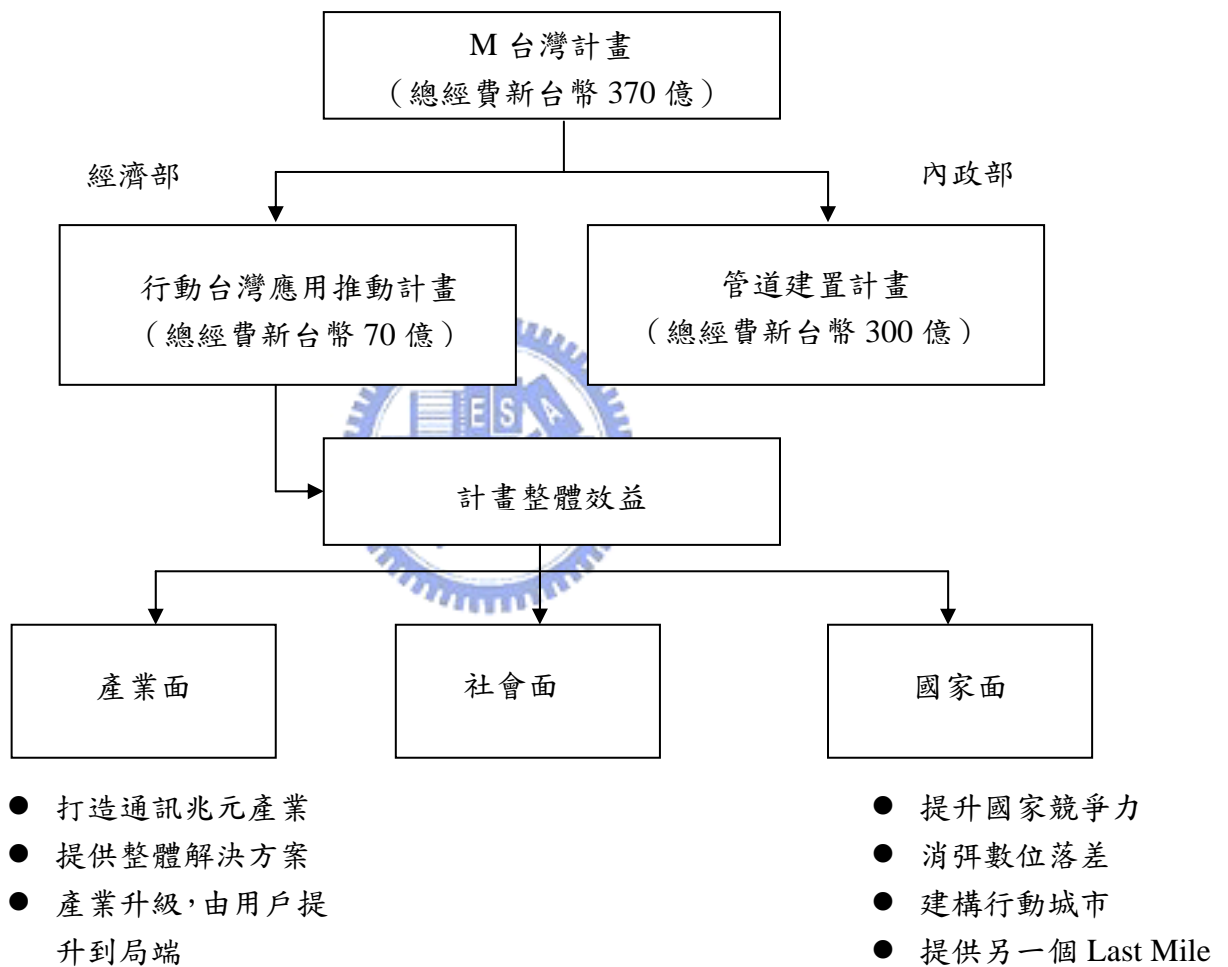 M 台灣計畫
（總經費新台幣 370 億）
經濟部
內政部
行動台灣應用推動計畫
（總經費新台幣 70 億）
管道建置計畫
（總經費新台幣 300 億）
ESA
計畫整體效益
產業面
社會面
國家面
● 打造通訊兆元產業
● 提供整體解決方案
● 產業升級，由用戶提
升到局端
● 提升國家競爭力
● 消弭數位落差
● 建構行動城市
● 提供另一個 Last Mile